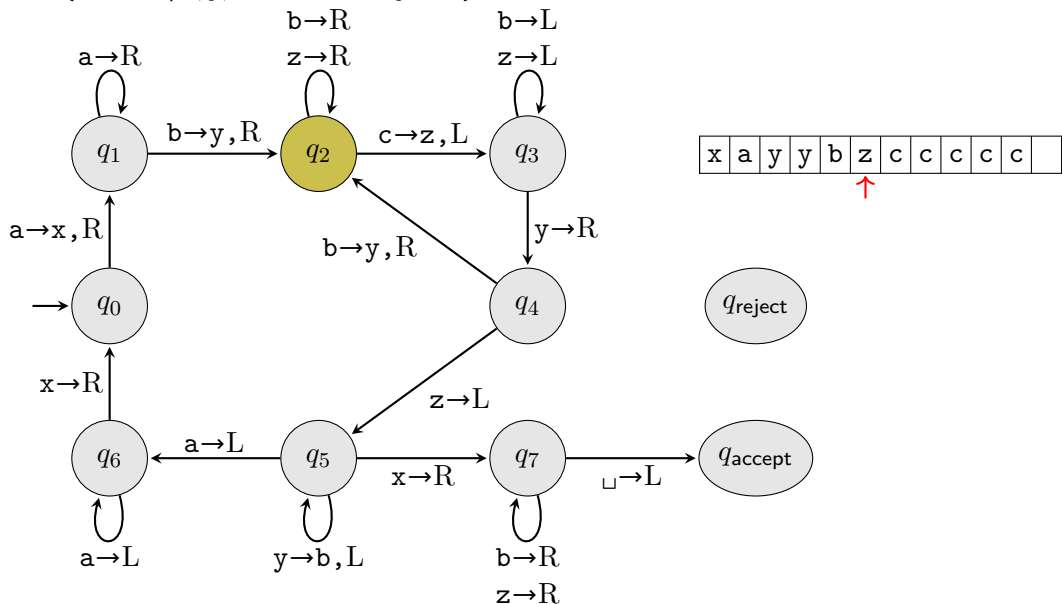 b→R
z→R
b→L
z→L
a→R
q1
b→y,R
q2
c→z,L
q3
x a y y b z c c c c c
a→x,R
b→y,R
y→R
q0
q4
qreject
x→R
z→L
q6
a→L
q5
x→R
q7
␣→L
qaccept
a→L
y→b,L
b→R
z→R